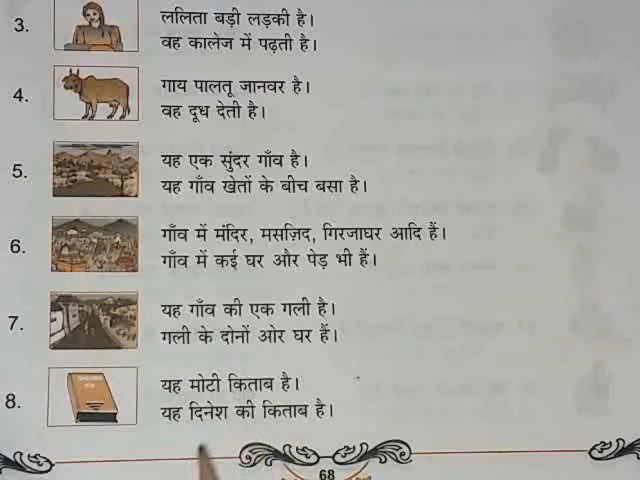 3. ललिता बड़ी लड़की है।
वह कालेज में पढ़ती है।
4. गाय पालतू जानवर है।
वह दूध देती है।
5. यह एक सुंदर गाँव है।
यह गाँव खेतों के बीच बसा है।
6. गाँव में मंदिर, मसज़िद, गिरजाघर आदि हैं।
गाँव में कई घर और पेड़ भी हैं।
7. यह गाँव की एक गली है।
गली के दोनों ओर घर हैं।
8. यह मोटी किताब है।
यह दिनेश की किताब है।
68